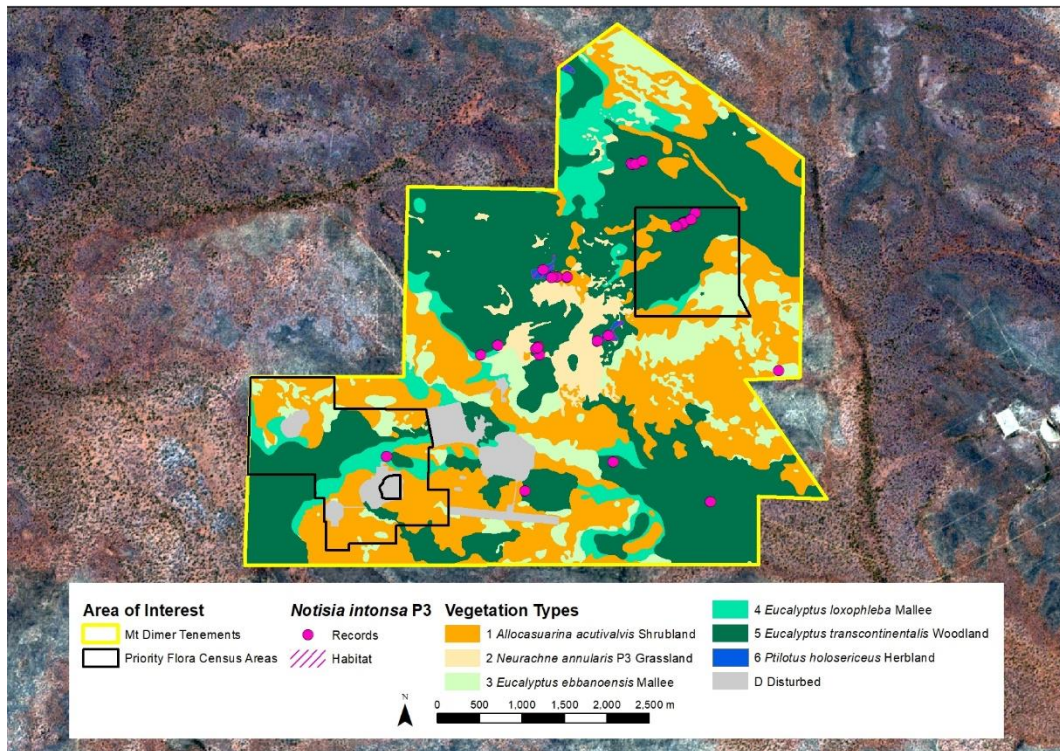 Area of Interest
Mt Dimer Tenements
Priority Flora Census Areas
Notisia intonsa P3
Records
Habitat
Vegetation Types
1 Allocasuarina acutivalvis Shrubland
2 Neurachne annularis P3 Grassland
3 Eucalyptus ebbanoensis Mallee
4 Eucalyptus loxophleba Mallee
5 Eucalyptus transcontinentalis Woodland
6 Ptilotus holosericeus Herbland
D Disturbed
N
0 500 1,000 1,500 2,000 2,500 m